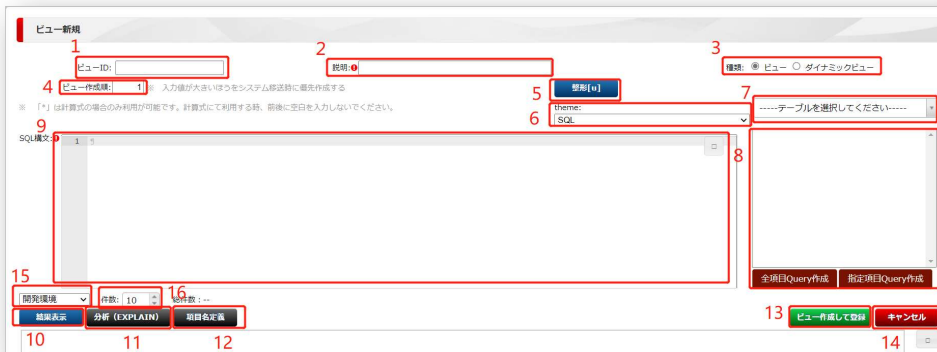 ビュー新規
1
2
3
ビューID:
説明:
種類: ビュー ダイナミックビュー
4
ビュー作成順: 1 ※ 入力値が大きいほうをシステム移送時に優先作成する
5
整形[υ]
7
※ 「*」は計算式の場合のみ利用が可能です。計算式にて利用する時、前後に空白を入力しないでください。
theme:
-----テーブルを選択してください-----
6
SQL
9
SQL構文:
1
8
全項目Query作成 指定項目Query作成
15
16
開発環境 件数: 10 総件数：--
結果表示 分析（EXPLAIN） 項目名定義
13
ビュー作成して登録 キャンセル
10
11
12
14